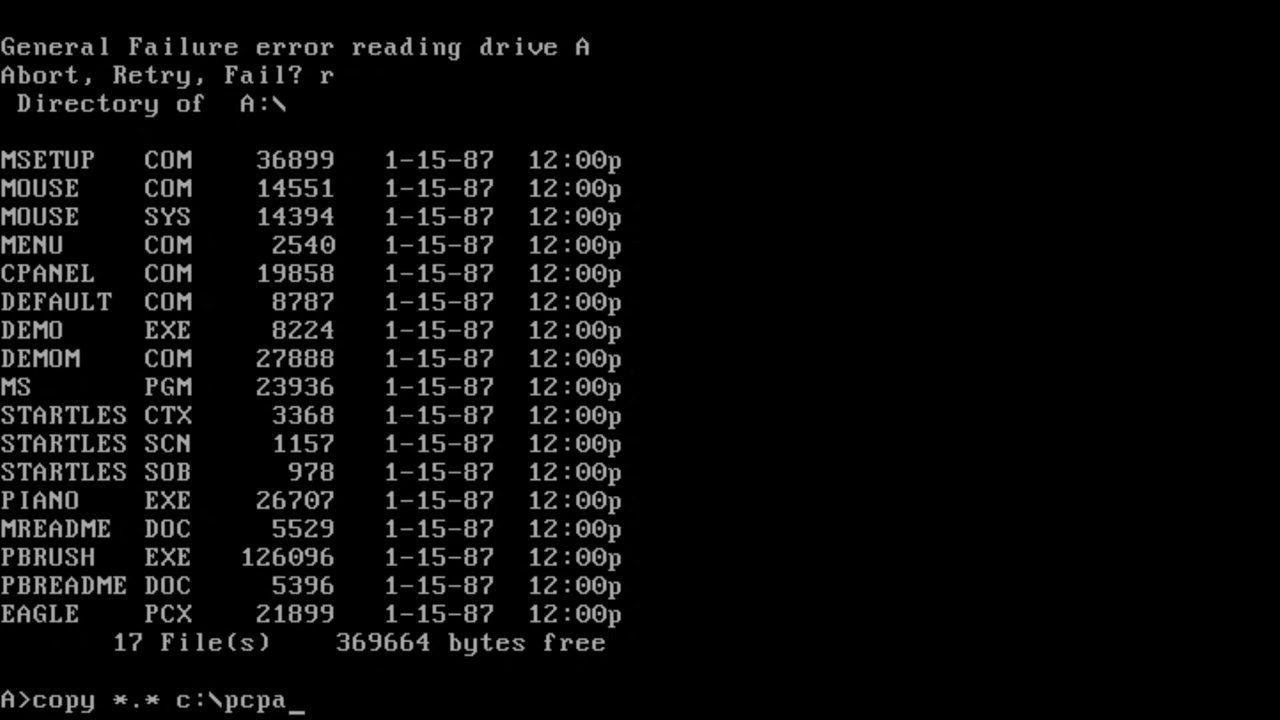 General Failure error reading drive A
Abort, Retry, Fail? r
 Directory of  A:\

MSETUP   COM    36899   1-15-87  12:00p
MOUSE    COM    14551   1-15-87  12:00p
MOUSE    SYS    14394   1-15-87  12:00p
MENU     COM     2540   1-15-87  12:00p
CPANEL   COM    19858   1-15-87  12:00p
DEFAULT  COM     8787   1-15-87  12:00p
DEMO     EXE     8224   1-15-87  12:00p
DEMOM    COM    27888   1-15-87  12:00p
MS       PGM    23936   1-15-87  12:00p
STARTLES CTX     3368   1-15-87  12:00p
STARTLES SCN     1157   1-15-87  12:00p
STARTLES SOB      978   1-15-87  12:00p
PIANO    EXE    26707   1-15-87  12:00p
MREADME  DOC     5529   1-15-87  12:00p
PBRUSH   EXE   126096   1-15-87  12:00p
PBREADME DOC     5396   1-15-87  12:00p
EAGLE    PCX    21899   1-15-87  12:00p
       17 File(s)    369664 bytes free

A>copy *.* c:\pcpa_